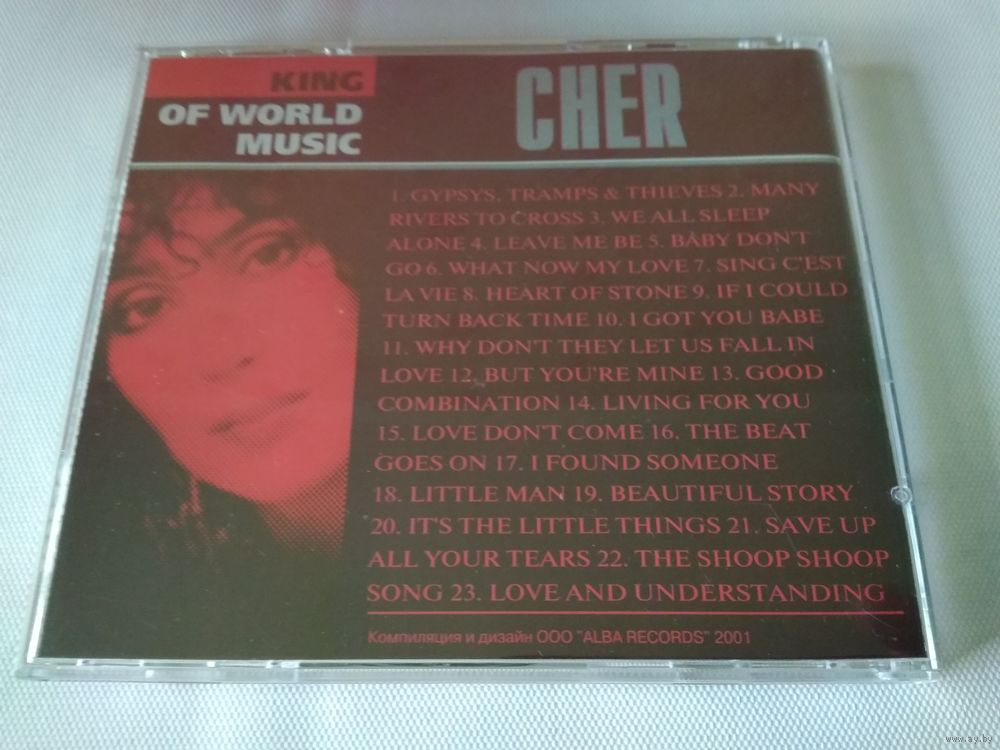 KING
OF WORLD
MUSIC
CHER
1. GYPSYS, TRAMPS & THIEVES 2. MANY
RIVERS TO CROSS 3. WE ALL SLEEP
ALONE 4. LEAVE ME BE 5. BABY DON'T
GO 6. WHAT NOW MY LOVE 7. SING C'EST
LA VIE 8. HEART OF STONE 9. IF I COULD
TURN BACK TIME 10. I GOT YOU BABE
11. WHY DON'T THEY LET US FALL IN
LOVE 12. BUT YOU'RE MINE 13. GOOD
COMBINATION 14. LIVING FOR YOU
15. LOVE DON'T COME 16. THE BEAT
GOES ON 17. I FOUND SOMEONE
18. LITTLE MAN 19. BEAUTIFUL STORY
20. IT'S THE LITTLE THINGS 21. SAVE UP
ALL YOUR TEARS 22. THE SHOOP SHOOP
SONG 23. LOVE AND UNDERSTANDING
Компиляция и дизайн ООО "ALBA RECORDS" 2001
www.ay.by